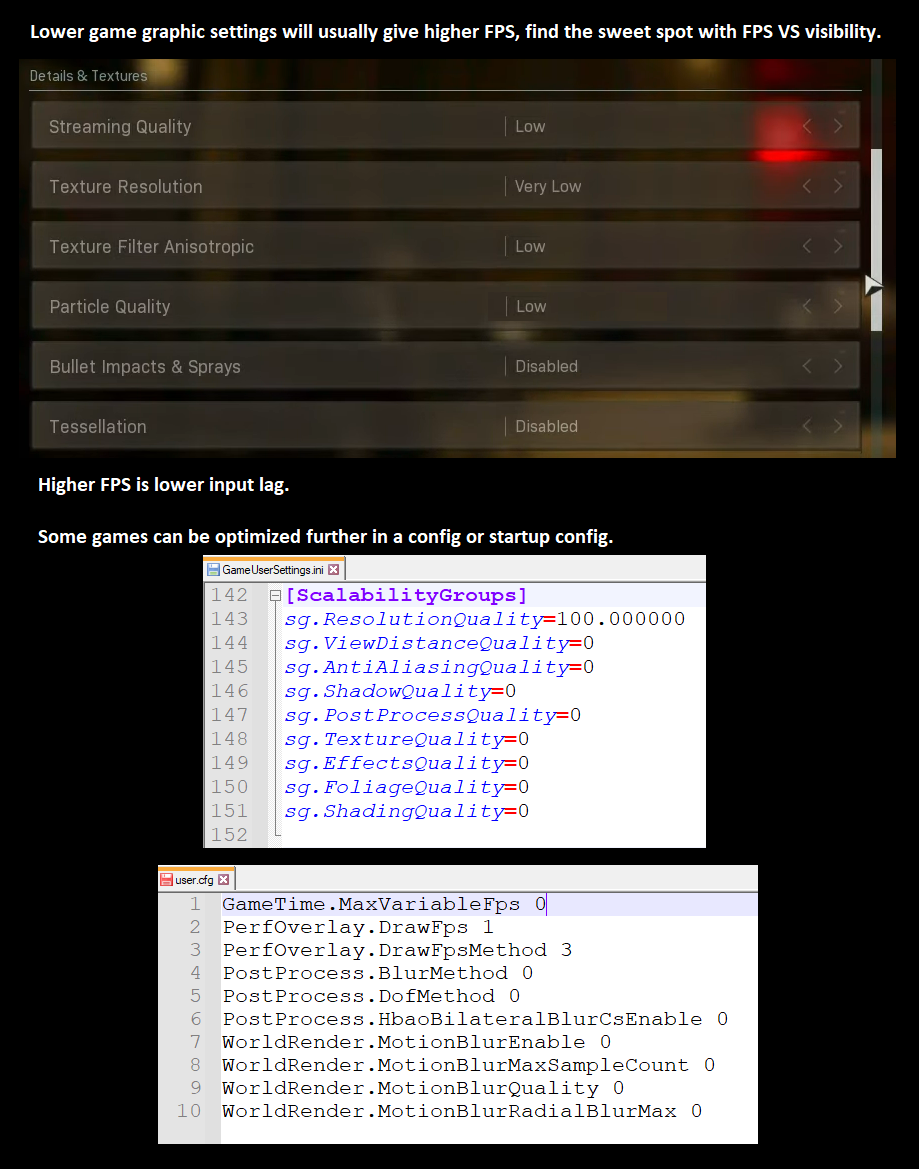 Lower game graphic settings will usually give higher FPS, find the sweet spot with FPS VS visibility.
Details & Textures
Streaming Quality Low
Texture Resolution Very Low
Texture Filter Anisotropic Low
Particle Quality Low
Bullet Impacts & Sprays Disabled
Tessellation Disabled
Higher FPS is lower input lag.
Some games can be optimized further in a config or startup config.
GameUserSettings.ini
142 [ScalabilityGroups]
143 sg.ResolutionQuality=100.000000
144 sg.ViewDistanceQuality=0
145 sg.AntiAliasingQuality=0
146 sg.ShadowQuality=0
147 sg.PostProcessQuality=0
148 sg.TextureQuality=0
149 sg.EffectsQuality=0
150 sg.FoliageQuality=0
151 sg.ShadingQuality=0
152
user.cfg
1 GameTime.MaxVariableFps 0
2 PerfOverlay.DrawFps 1
3 PerfOverlay.DrawFpsMethod 3
4 PostProcess.BlurMethod 0
5 PostProcess.DofMethod 0
6 PostProcess.HbaoBilateralBlurCsEnable 0
7 WorldRender.MotionBlurEnable 0
8 WorldRender.MotionBlurMaxSampleCount 0
9 WorldRender.MotionBlurQuality 0
10 WorldRender.MotionBlurRadialBlurMax 0